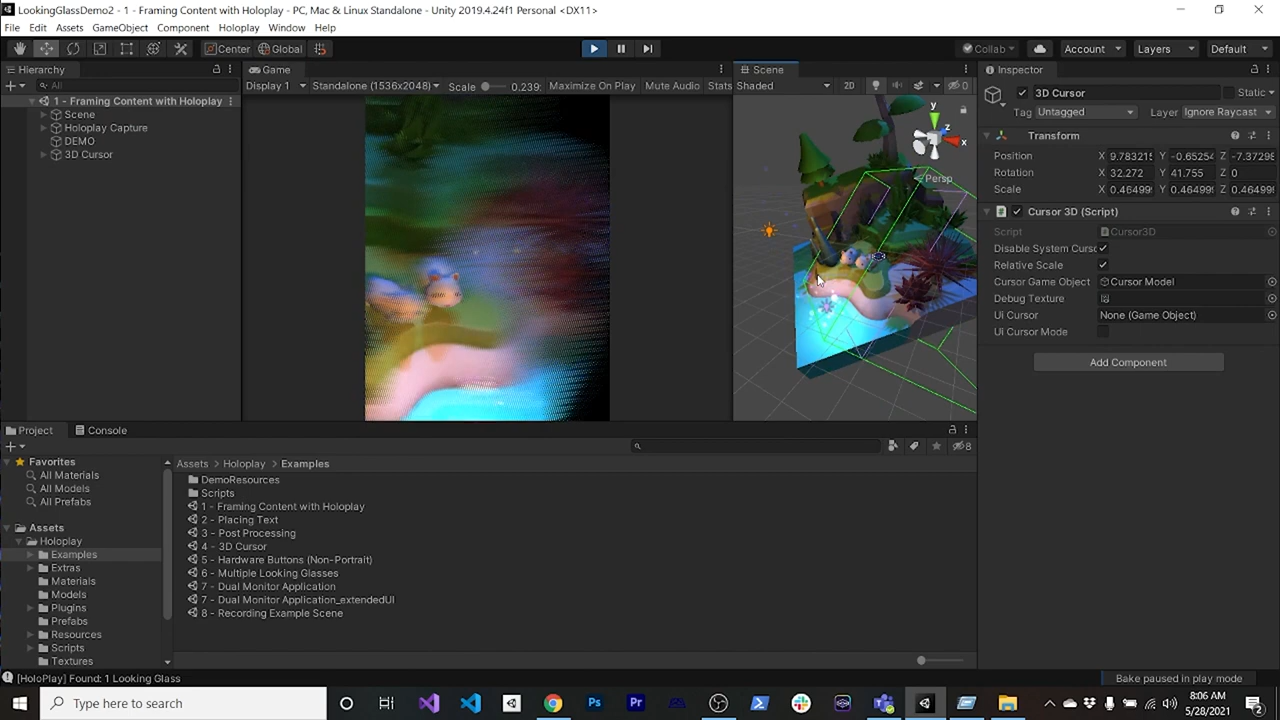 LookingGlassDemo2 - 1 - Framing Content with Holoplay - PC, Mac & Linux Standalone - Unity 2019.4.24f1 Personal <DX11>
File Edit Assets GameObject Component Holoplay Window Help
Center Global Collab Account Layers Default
Hierarchy
All
1 - Framing Content with Holoplay
Scene
Holoplay Capture
DEMO
3D Cursor
Game
Display 1 Standalone (1536x2048) Scale 0.239: Maximize On Play Mute Audio Stats
Scene
Shaded 2D 0
y
z
x
Persp
Inspector
3D Cursor Static
Tag Untagged Layer Ignore Raycast
Transform
Position X 9.783215 Y -0.65254 Z -7.37298
Rotation X 32.272 Y 41.755 Z 0
Scale X 0.464999 Y 0.464999 Z 0.464999
Cursor 3D (Script)
Script Cursor3D
Disable System Curso
Relative Scale
Cursor Game Object Cursor Model
Debug Texture
Ui Cursor None (Game Object)
Ui Cursor Mode
Add Component
Project Console
8
Favorites
All Materials
All Models
All Prefabs
Assets
Holoplay
Examples
Extras
Materials
Models
Plugins
Prefabs
Resources
Scripts
Textures
Assets Holoplay Examples
DemoResources
Scripts
1 - Framing Content with Holoplay
2 - Placing Text
3 - Post Processing
4 - 3D Cursor
5 - Hardware Buttons (Non-Portrait)
6 - Multiple Looking Glasses
7 - Dual Monitor Application
7 - Dual Monitor Application_extendedUI
8 - Recording Example Scene
[HoloPlay] Found: 1 Looking Glass
Bake paused in play mode
Type here to search
Ps Pr
8:06 AM
5/28/2021
2